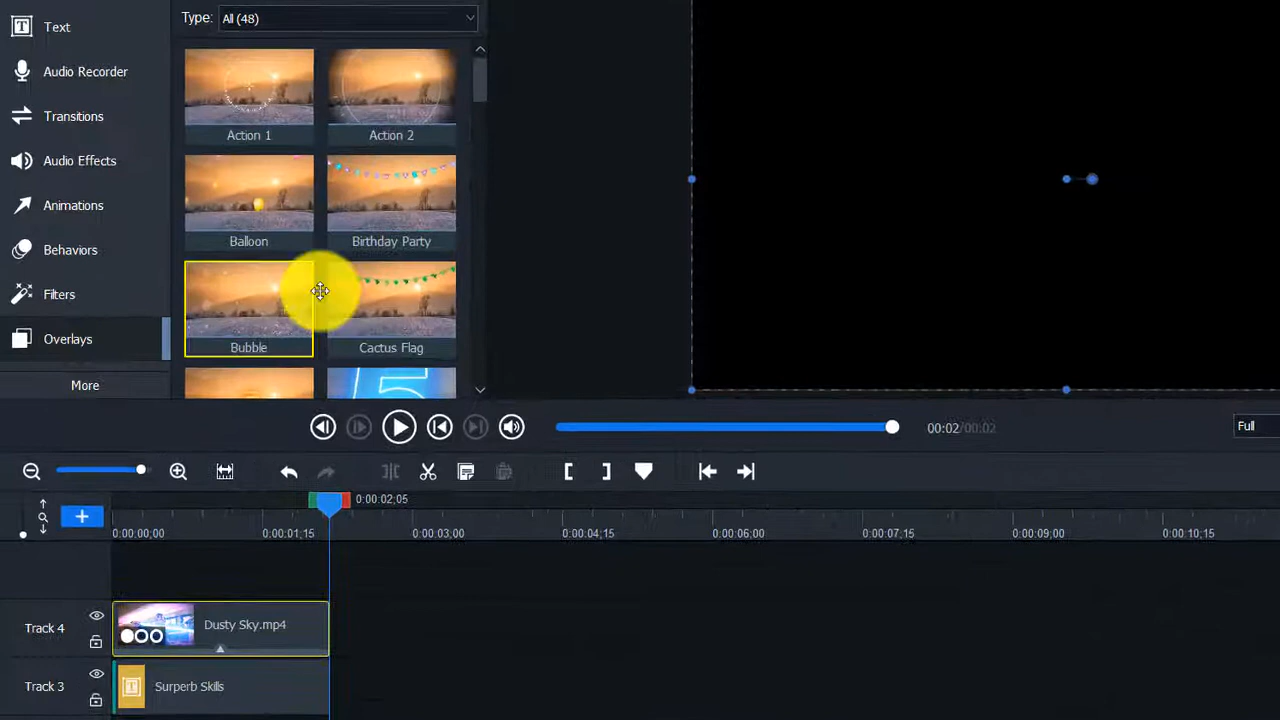 Text
Audio Recorder
Transitions
Audio Effects
Animations
Behaviors
Filters
Overlays
More
Type: All (48)
Action 1 Action 2
Balloon Birthday Party
Bubble Cactus Flag
5
00:02/00:02 Full
0:00:02;05
0:00:00;00 0:00:01;15 0:00:03;00 0:00:04;15 0:00:06;00 0:00:07;15 0:00:09;00 0:00:10;15
Track 4 Dusty Sky.mp4
Track 3 T Surperb Skills